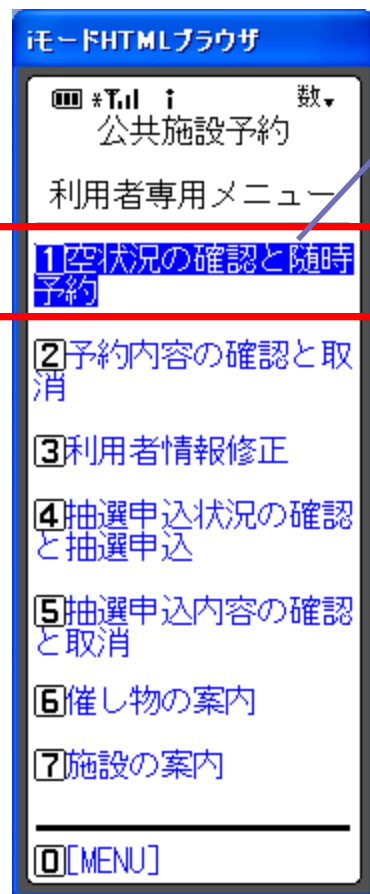 iモードHTMLブラウザ
数▼
公共施設予約
利用者専用メニュー
1空状況の確認と随時
予約
2予約内容の確認と取
消
3利用者情報修正
4抽選申込状況の確認
と抽選申込
5抽選申込内容の確認
と取消
6催し物の案内
7施設の案内
0[MENU]